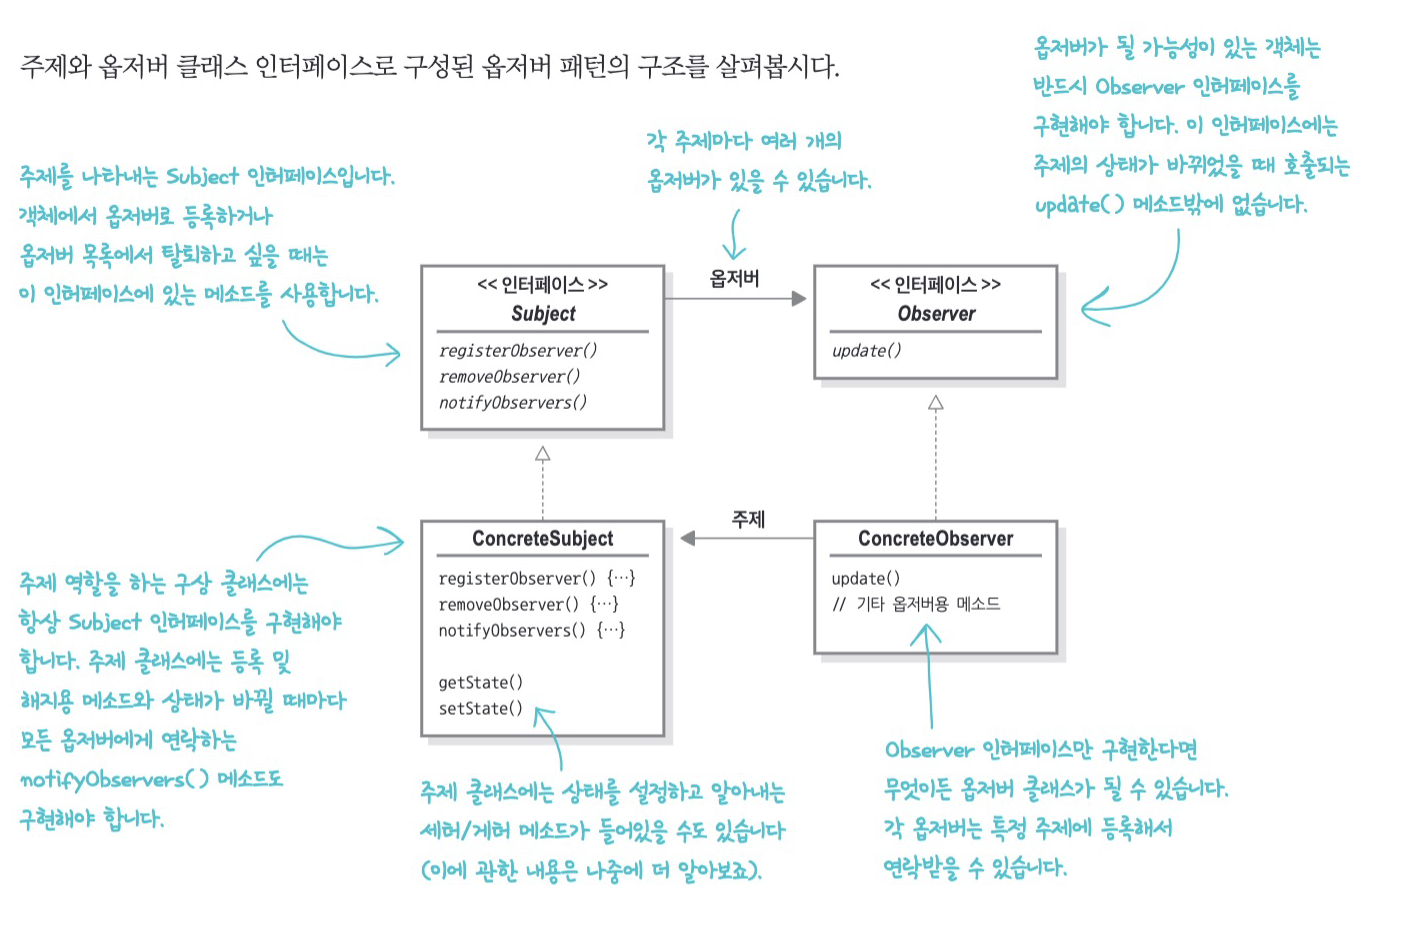 주제와 옵저버 클래스 인터페이스로 구성된 옵저버 패턴의 구조를 살펴봅시다.
옵저버가 될 가능성이 있는 객체는
반드시 Observer 인터페이스를
구현해야 합니다. 이 인터페이스에는
주제의 상태가 바뀌었을 때 호출되는
update() 메소드밖에 없습니다.
각 주제마다 여러 개의
옵저버가 있을 수 있습니다.
주제를 나타내는 Subject 인터페이스입니다.
객체에서 옵저버로 등록하거나
옵저버 목록에서 탈퇴하고 싶을 때는
이 인터페이스에 있는 메소드를 사용합니다.
<< 인터페이스 >>
Subject
registerObserver()
removeObserver()
notifyObservers()
옵저버
<< 인터페이스 >>
Observer
update()
주제 역할을 하는 구상 클래스에는
항상 Subject 인터페이스를 구현해야
합니다. 주제 클래스에는 등록 및
해지용 메소드와 상태가 바뀔 때마다
모든 옵저버에게 연락하는
notifyObservers() 메소드도
구현해야 합니다.
ConcreteSubject
registerObserver() {···}
removeObserver() {···}
notifyObservers() {···}
getState()
setState()
주제
ConcreteObserver
update()
// 기타 옵저버용 메소드
주제 클래스에는 상태를 설정하고 알아내는
세터/게터 메소드가 들어있을 수도 있습니다
(이에 관한 내용은 나중에 더 알아보죠).
Observer 인터페이스만 구현한다면
무엇이든 옵저버 클래스가 될 수 있습니다.
각 옵저버는 특정 주제에 등록해서
연락받을 수 있습니다.